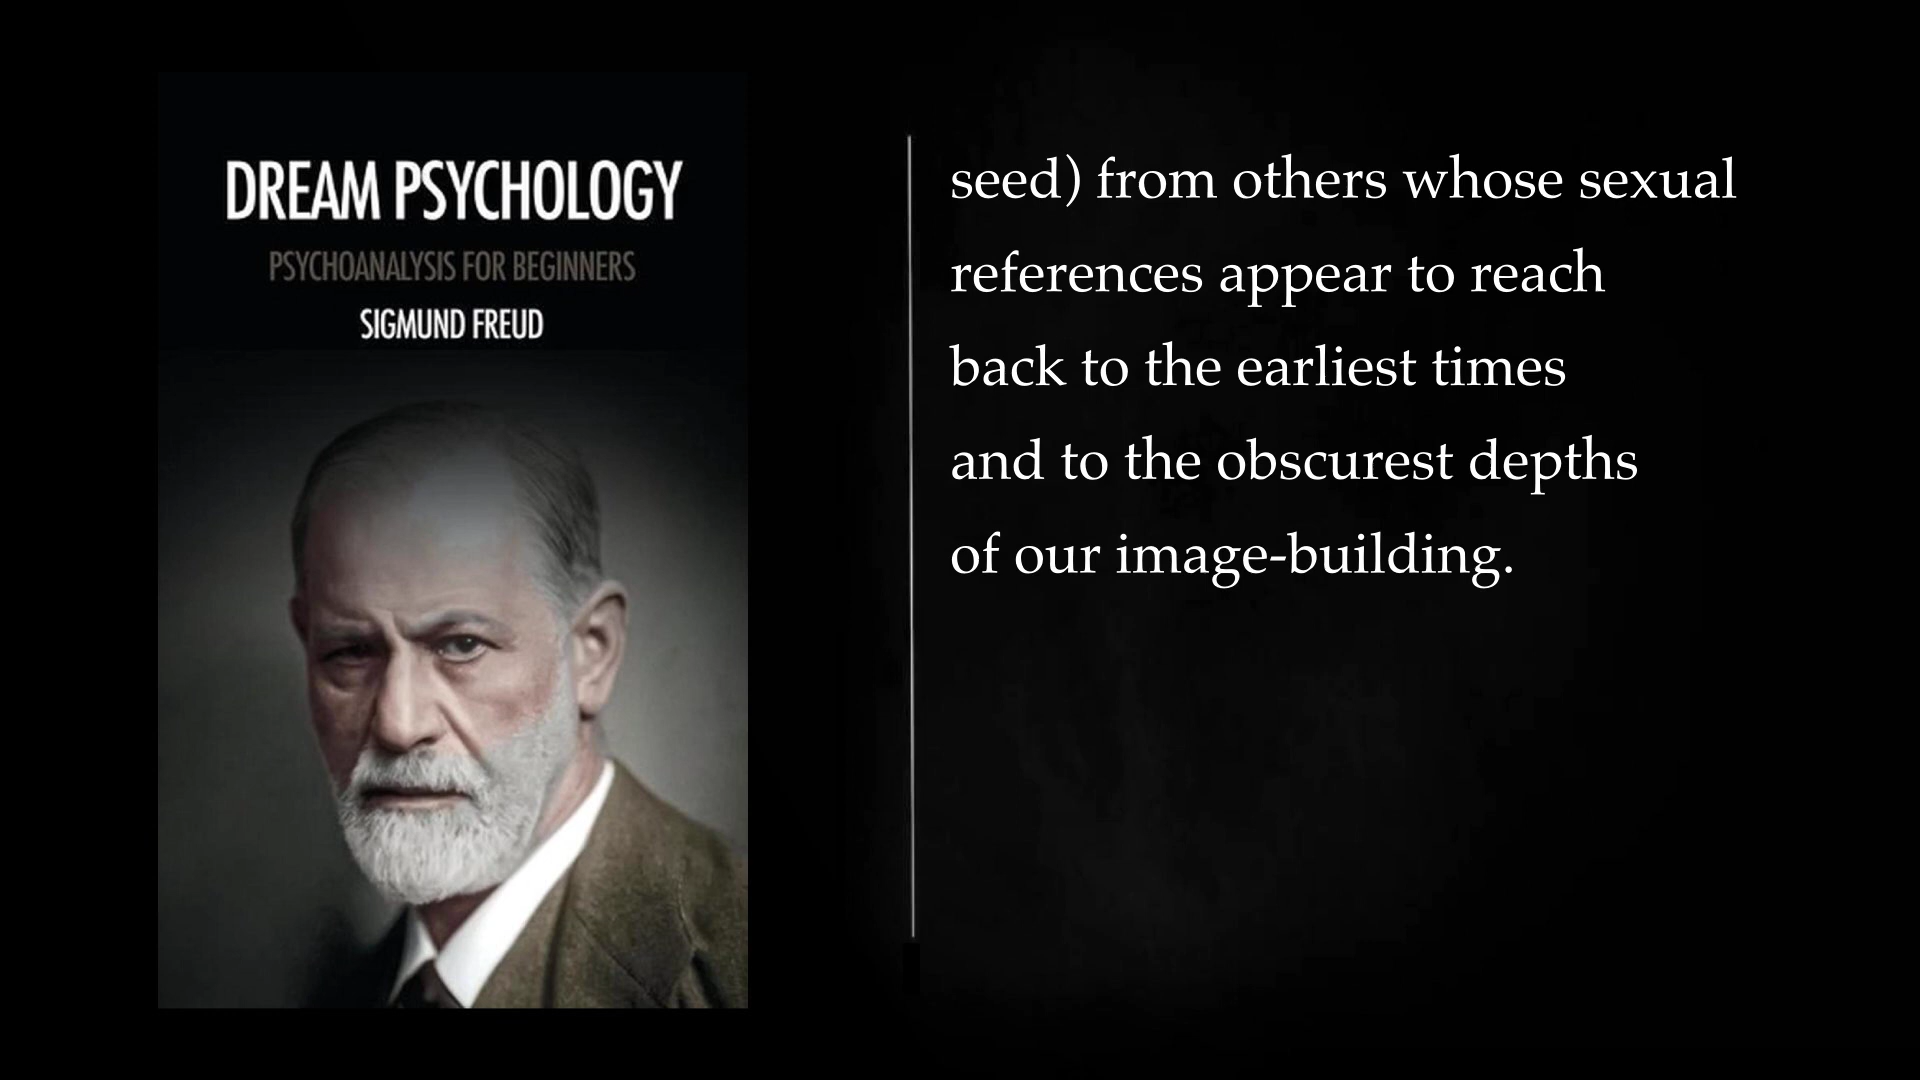 DREAM PSYCHOLOGY
PSYCHOANALYSIS FOR BEGINNERS
SIGMUND FREUD
seed) from others whose sexual
references appear to reach
back to the earliest times
and to the obscurest depths
of our image-building.